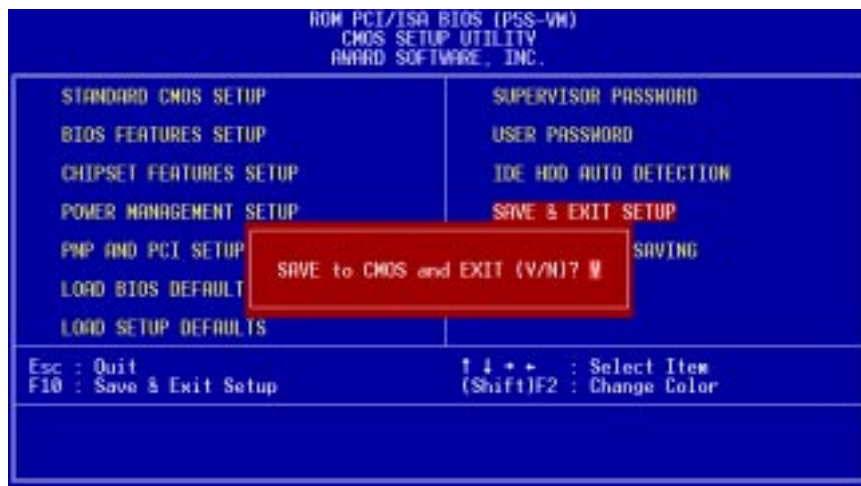 ROM PCI/ISA BIOS (P5S-VM)
CMOS SETUP UTILITY
AWARD SOFTWARE, INC.
STANDARD CMOS SETUP
BIOS FEATURES SETUP
CHIPSET FEATURES SETUP
POWER MANAGEMENT SETUP
PNP AND PCI SETUP
LOAD BIOS DEFAULT
LOAD SETUP DEFAULTS
SUPERVISOR PASSWORD
USER PASSWORD
IDE HDD AUTO DETECTION
SAVE & EXIT SETUP
SAVING
SAVE to CMOS and EXIT (Y/N)? Y
Esc : Quit
F10 : Save & Exit Setup
↑ ↓ → ← : Select Item
(Shift)F2 : Change Color